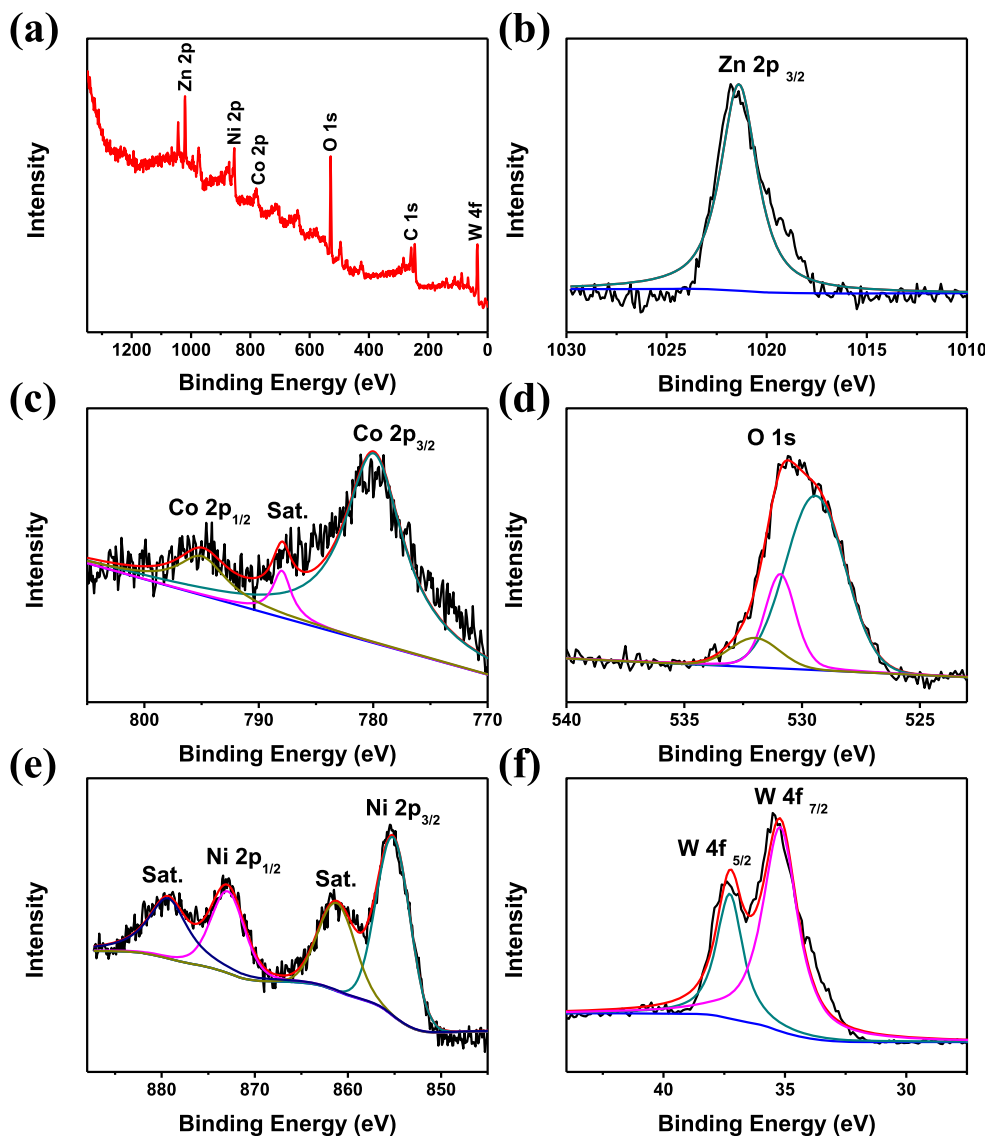 (a)
Intensity
Zn 2p
Ni 2p
Co 2p
O 1s
C 1s
W 4f
1200 1000 800 600 400 200 0
Binding Energy (eV)
(b)
Intensity
Zn 2p 3/2
1030 1025 1020 1015 1010
Binding Energy (eV)
(c)
Intensity
Co 2p1/2
Sat.
Co 2p3/2
800 790 780 770
Binding Energy (eV)
(d)
Intensity
O 1s
540 535 530 525
Binding Energy (eV)
(e)
Intensity
Sat.
Ni 2p1/2
Sat.
Ni 2p3/2
880 870 860 850
Binding Energy (eV)
(f)
Intensity
W 4f 5/2
W 4f 7/2
40 35 30
Binding Energy (eV)